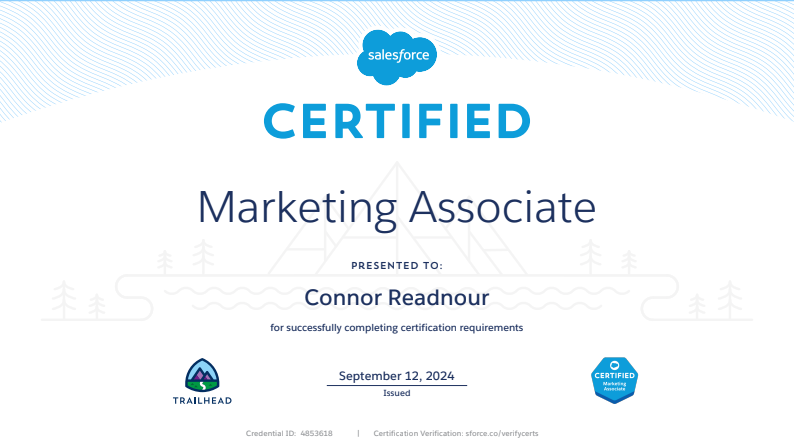 salesforce
CERTIFIED
Marketing Associate
PRESENTED TO:
Connor Readnour
for successfully completing certification requirements
September 12, 2024
Issued
TRAILHEAD
CERTIFIED
Marketing
Associate
Credential ID: 4853618 | Certification Verification: sforce.co/verifycerts